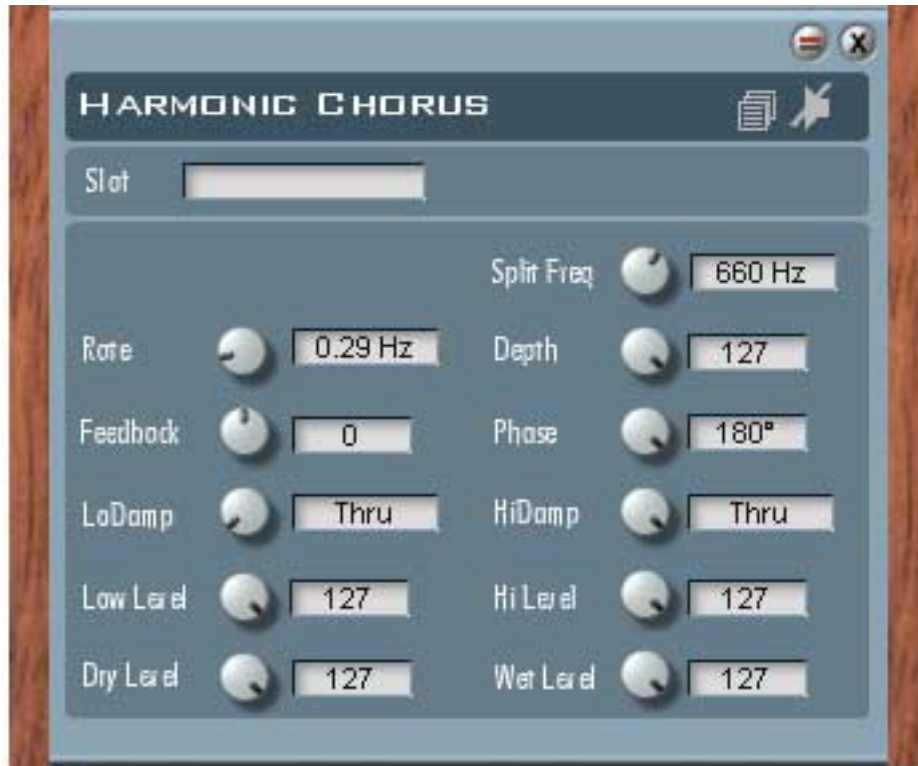 X
HARMONIC CHORUS
Slot
Split Freq 660 Hz
Rate 0.29 Hz Depth 127
Feedback 0 Phase 180°
LoDamp Thru HiDamp Thru
Low Level 127 Hi Level 127
Dry Level 127 Wet Level 127